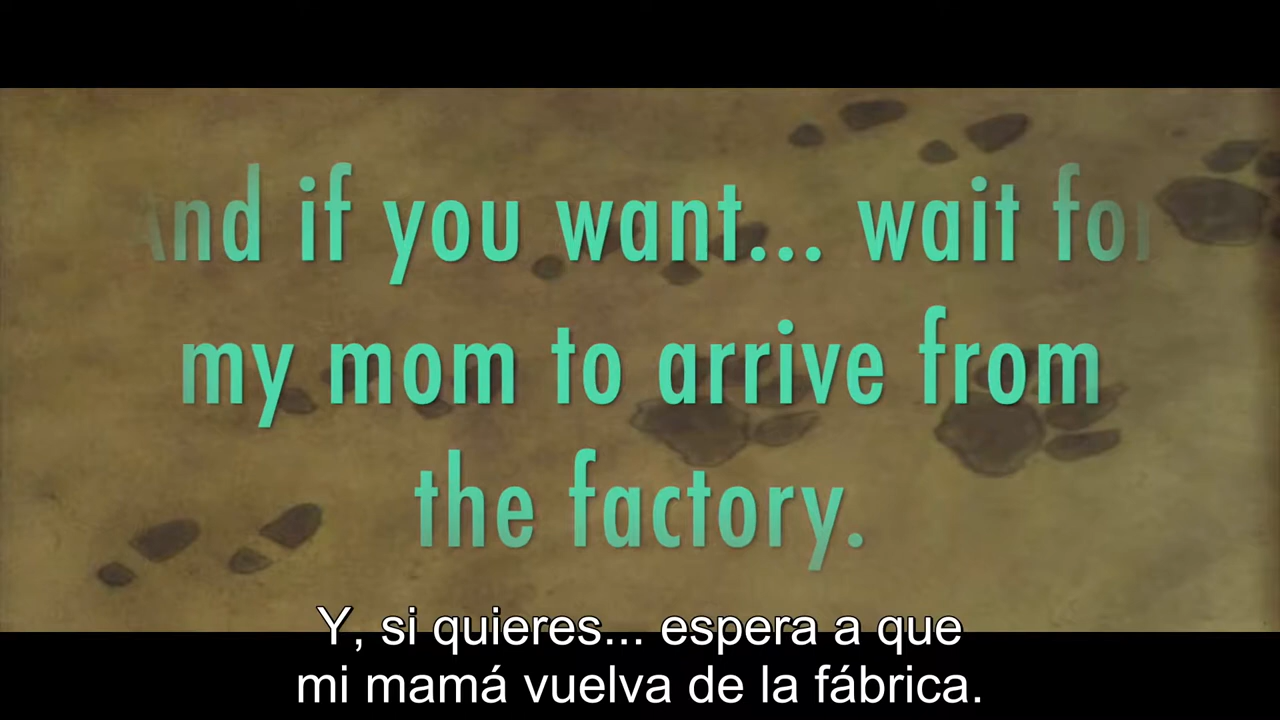 And if you want... wait for
my mom to arrive from
the factory.
Y, si quieres... espera a que
mi mamá vuelva de la fábrica.